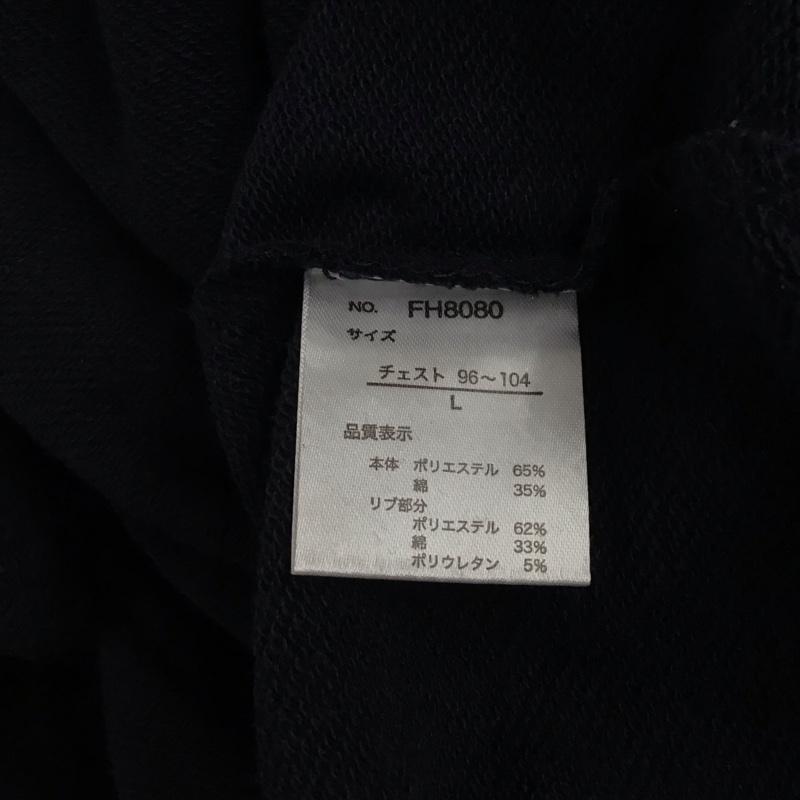 NO. FH8080
サイズ
チェスト 96〜104
L
品質表示
本体 ポリエステル 65%
綿 35%
リブ部分
ポリエステル 62%
綿 33%
ポリウレタン 5%